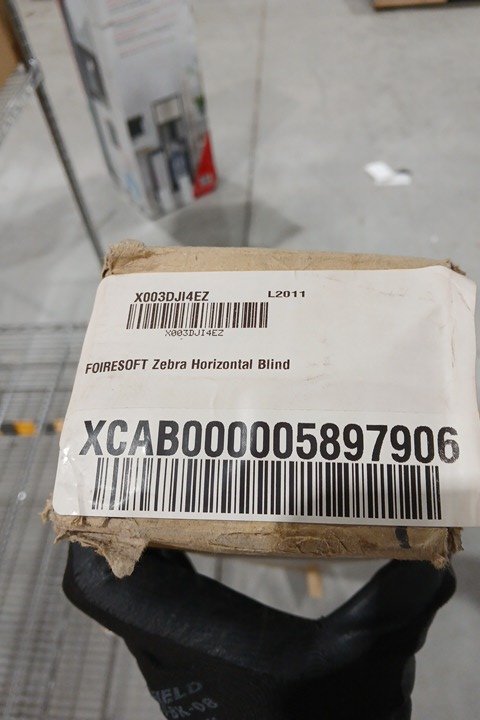 X003DJI4EZ L2011
X003DJI4EZ
FOIRESOFT Zebra Horizontal Blind
XCAB000005897906